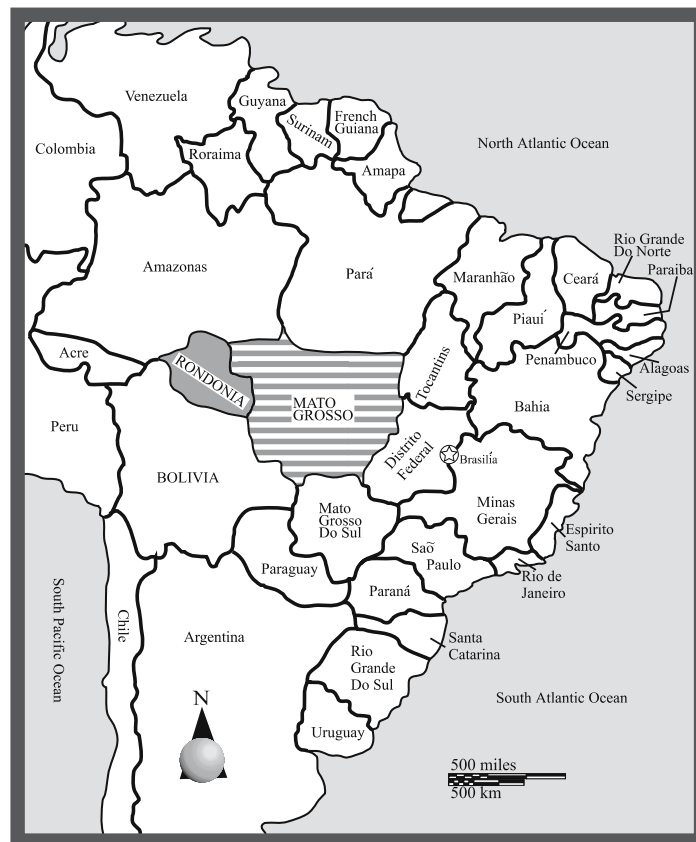 Venezuela
Guyana
French
Guiana
Surinam
North Atlantic Ocean
Colombia
Roraima
Amapa
Rio Grande
Do Norte
Paraiba
Amazonas
Pará
Maranhão
Ceará
Piauí
Acre
RONDONIA
Tocantins
Penambuco
Alagoas
Sergipe
MATO
GROSSO
Bahia
Peru
Distrito
Federal
Brasilía
BOLIVIA
Minas
Gerais
Mato
Grosso
Do Sul
Espirito
Santo
Saõ
Paulo
Paraguay
Rio de
Janeiro
Paraná
South Pacific Ocean
Chile
Argentina
Santa
Catarina
Rio
Grande
Do Sul
South Atlantic Ocean
N
Uruguay
500 miles
500 km